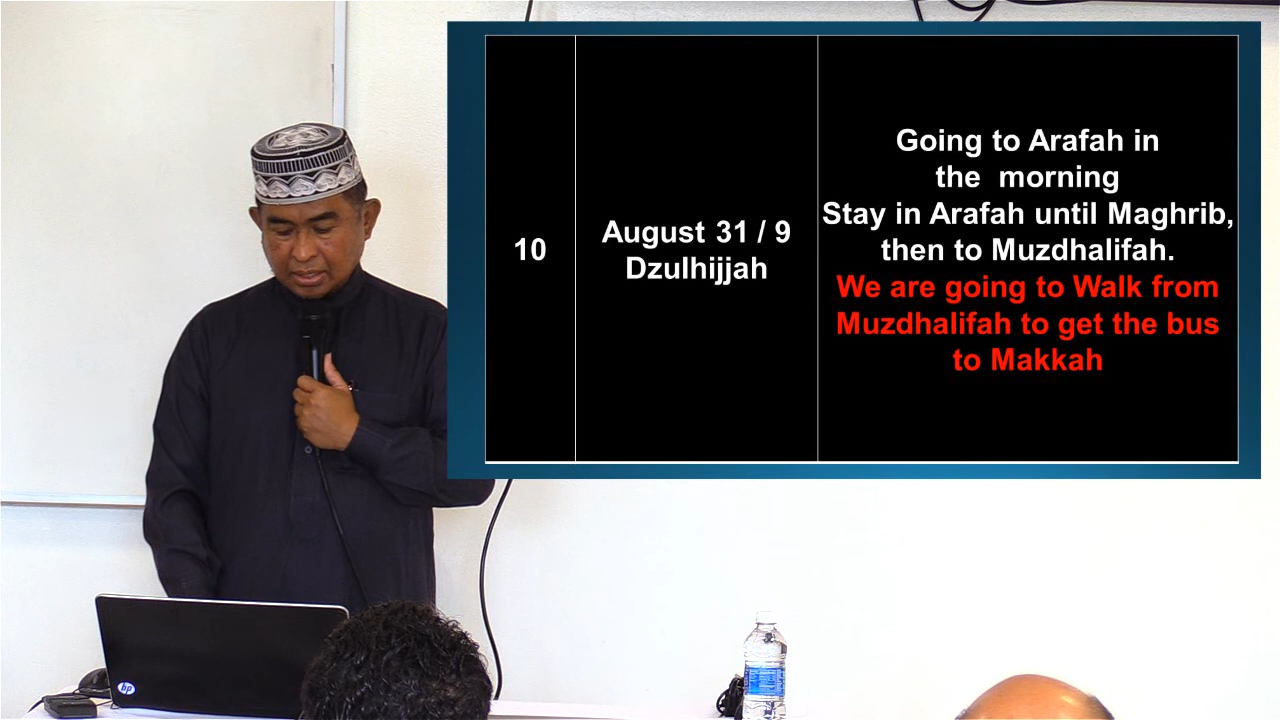 10
August 31 / 9
Dzulhijjah
Going to Arafah in
the  morning
Stay in Arafah until Maghrib,
then to Muzdhalifah.
We are going to Walk from
Muzdhalifah to get the bus
to Makkah
hp